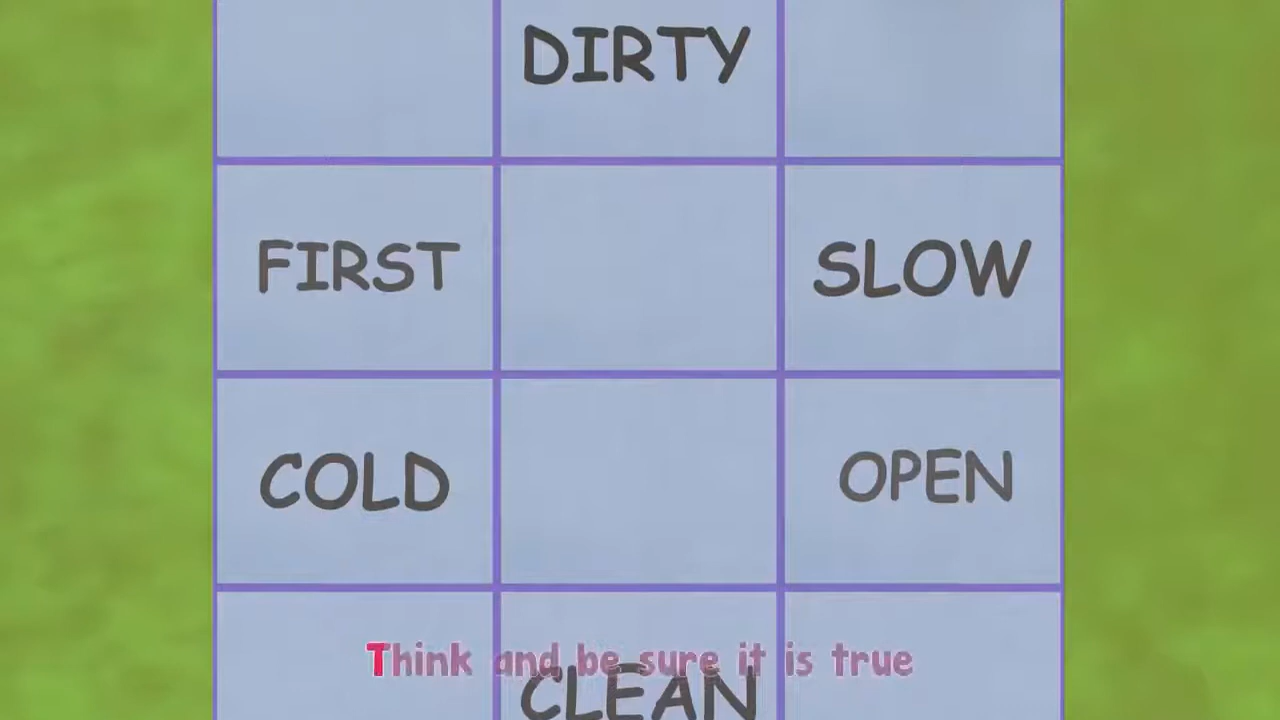 DIRTY
FIRST
SLOW
COLD
OPEN
Think and be sure it is true
CLEAN